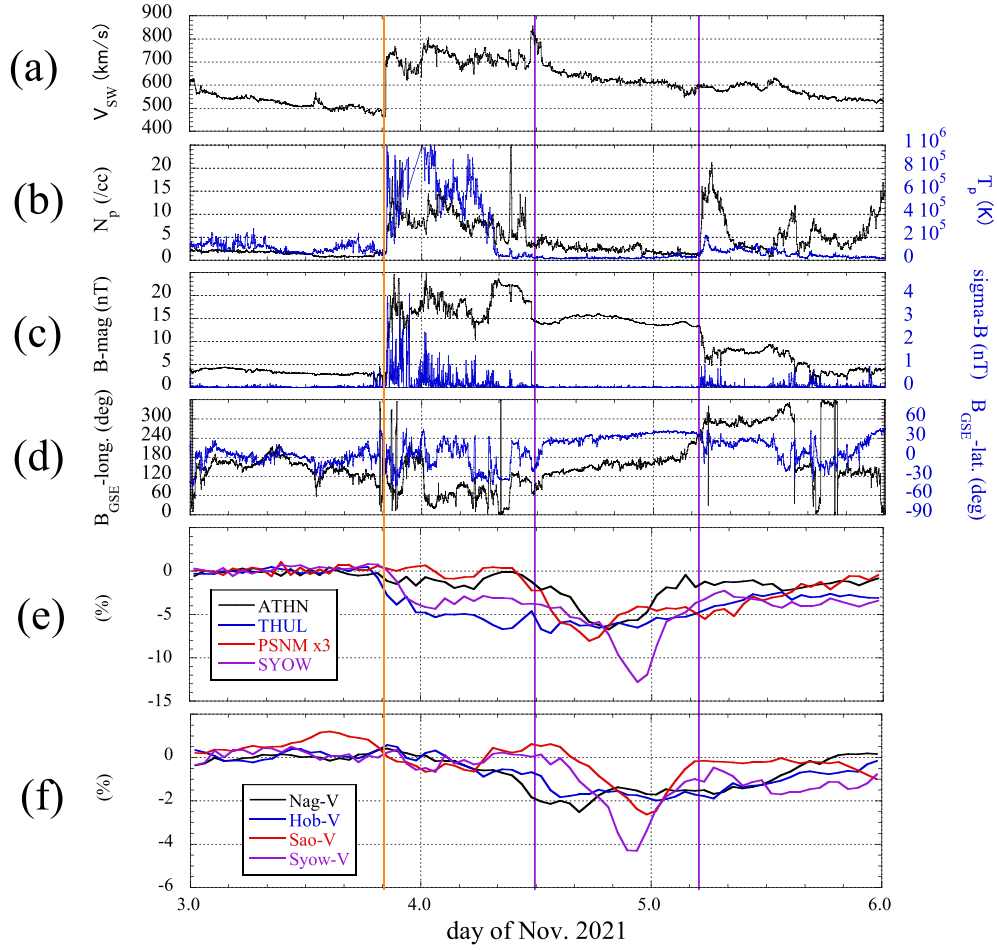 (a)
V_SW (km/s)
900
800
700
600
500
400
(b)
N_p (/cc)
20
15
10
5
0
1 10^6
8 10^5
6 10^5
4 10^5
2 10^5
0
T_p (K)
(c)
B-mag (nT)
20
15
10
5
0
4
3
2
1
0
sigma-B (nT)
(d)
B_GSE-long. (deg)
300
240
180
120
60
0
60
30
0
-30
-60
-90
B_GSE-lat. (deg)
(e)
(%)
0
-5
-10
-15
ATHN
THUL
PSNM x3
SYOW
(f)
(%)
0
-2
-4
-6
Nag-V
Hob-V
Sao-V
Syow-V
3.0
4.0
5.0
6.0
day of Nov. 2021